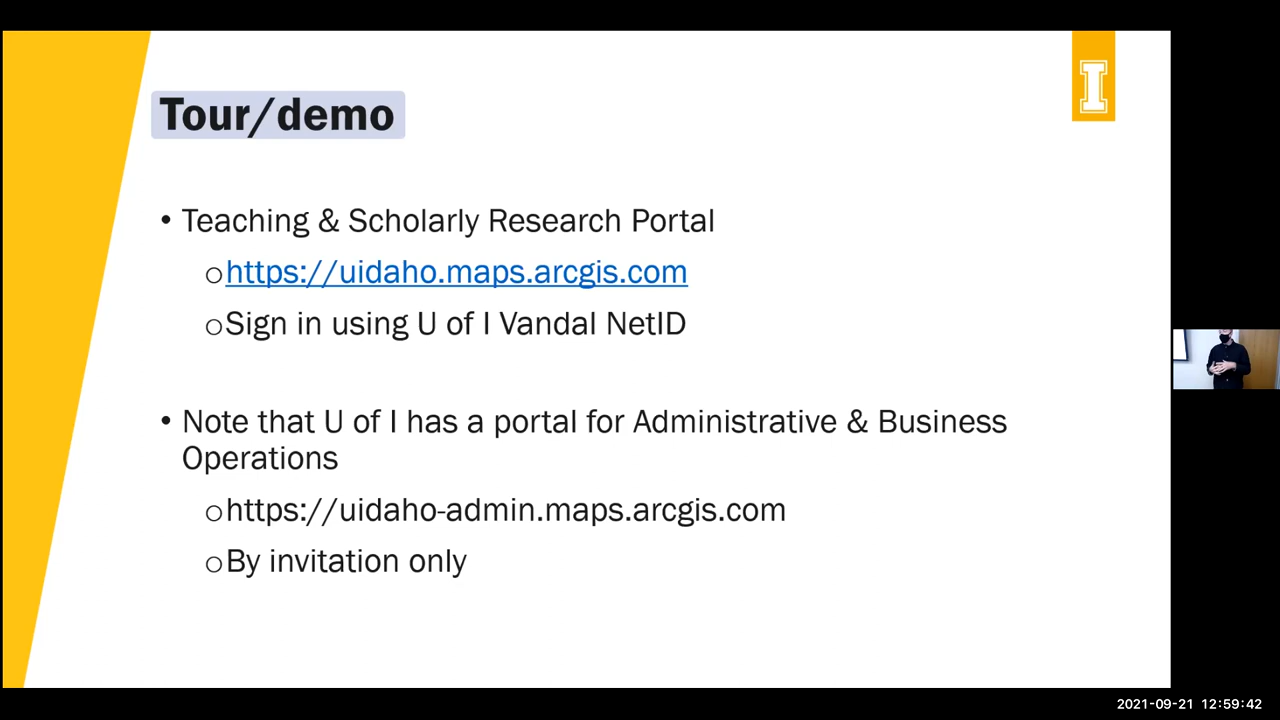 I
Tour/demo
• Teaching & Scholarly Research Portal
○https://uidaho.maps.arcgis.com
○Sign in using U of I Vandal NetID
• Note that U of I has a portal for Administrative & Business
Operations
○https://uidaho-admin.maps.arcgis.com
○By invitation only
2021-09-21 12:59:42